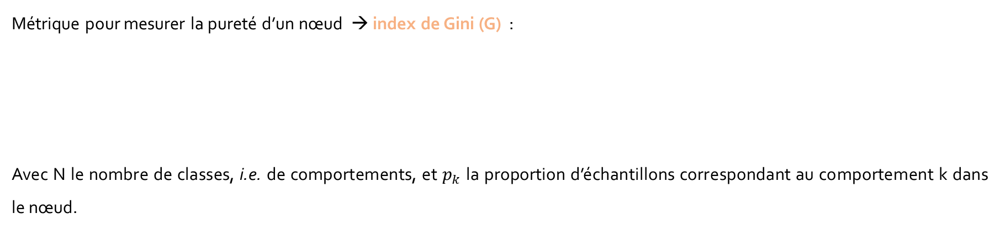 Métrique pour mesurer la pureté d’un nœud → index de Gini (G) :
Avec N le nombre de classes, i.e. de comportements, et 𝑝𝑘 la proportion d’échantillons correspondant au comportement k dans
le nœud.